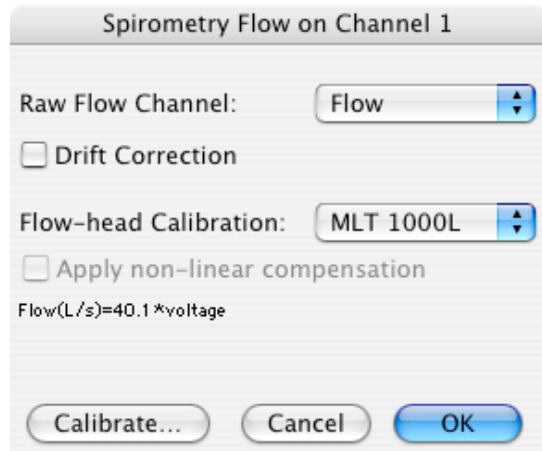 Spirometry Flow on Channel 1
Raw Flow Channel: Flow
Drift Correction
Flow-head Calibration: MLT 1000L
Apply non-linear compensation
Flow(L/s)=40.1*voltage
Calibrate... Cancel OK